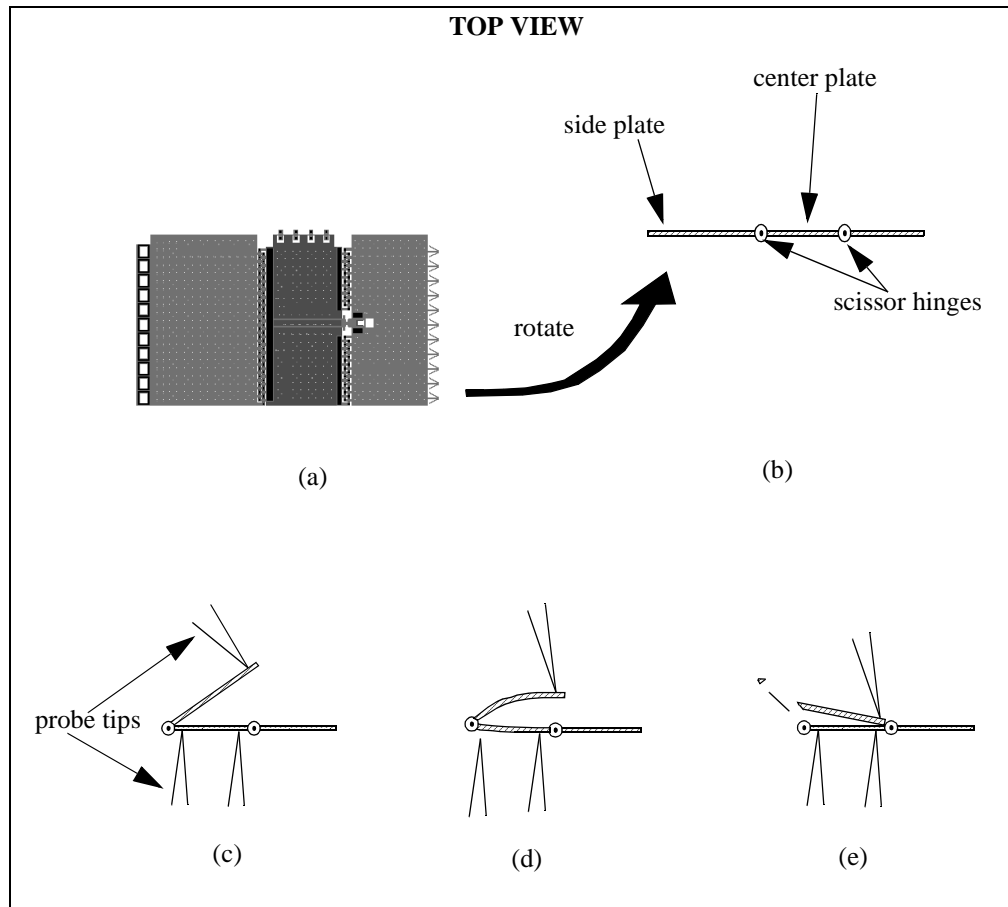 TOP VIEW
center plate
side plate
scissor hinges
rotate
(a)
(b)
probe tips
(c)
(d)
(e)